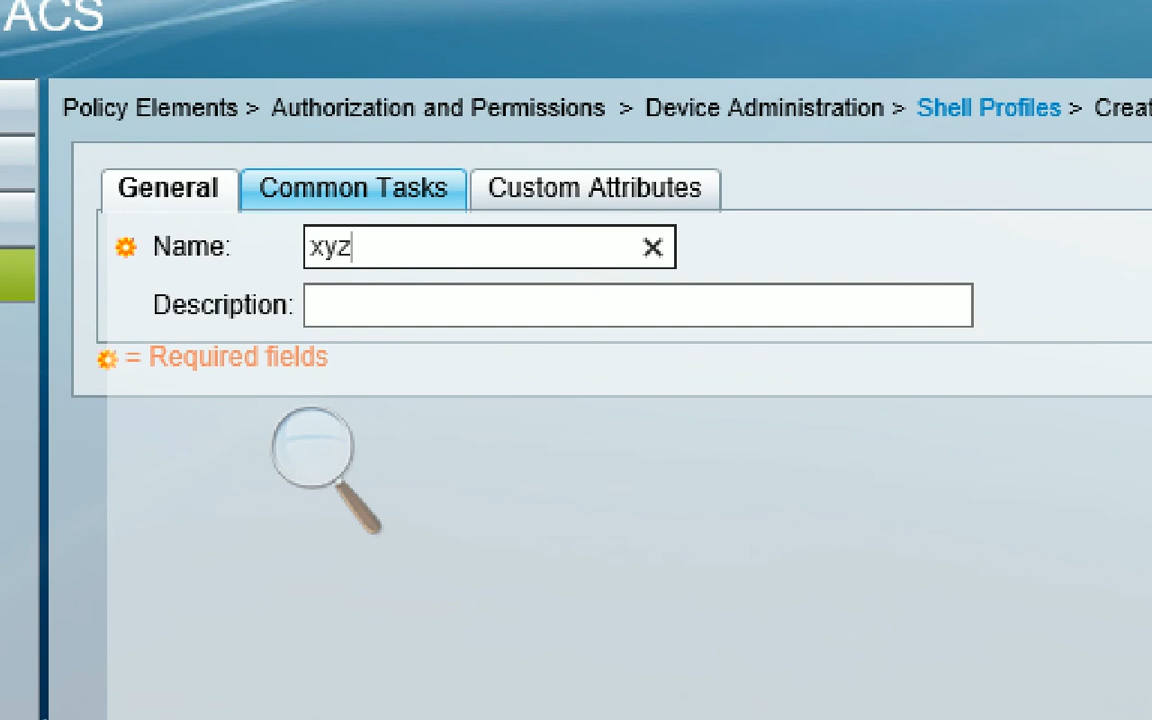 ACS
Policy Elements > Authorization and Permissions > Device Administration > Shell Profiles >
General Common Tasks Custom Attributes
Name: xyz
Description:
= Required fields